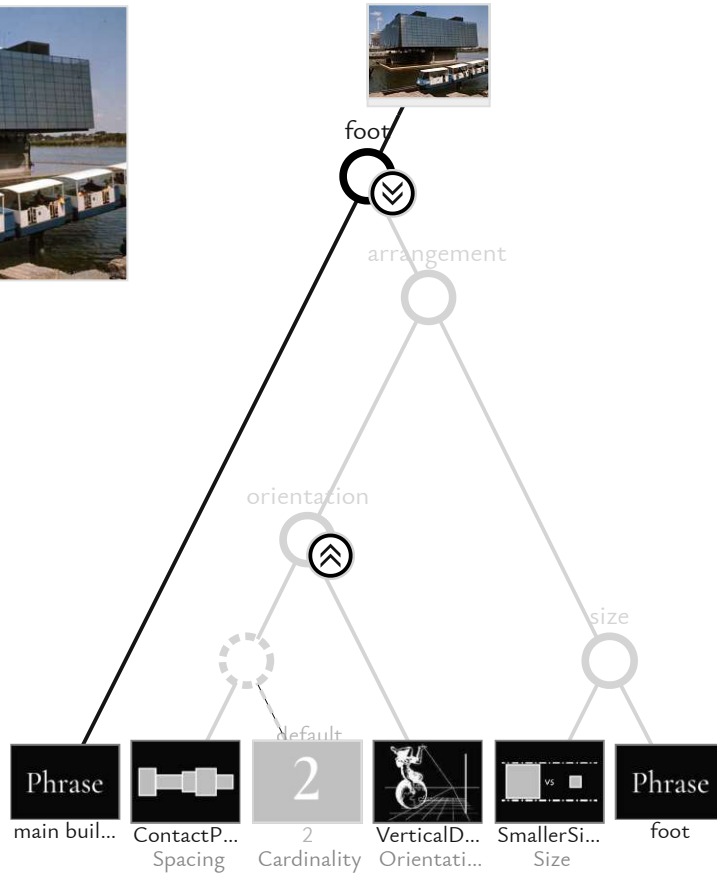 foot
arrangement
orientation
size
default
Phrase
2
vs
Phrase
main buil...
ContactP...
2
VerticalD...
SmallerSi...
foot
Spacing
Cardinality
Orientati...
Size